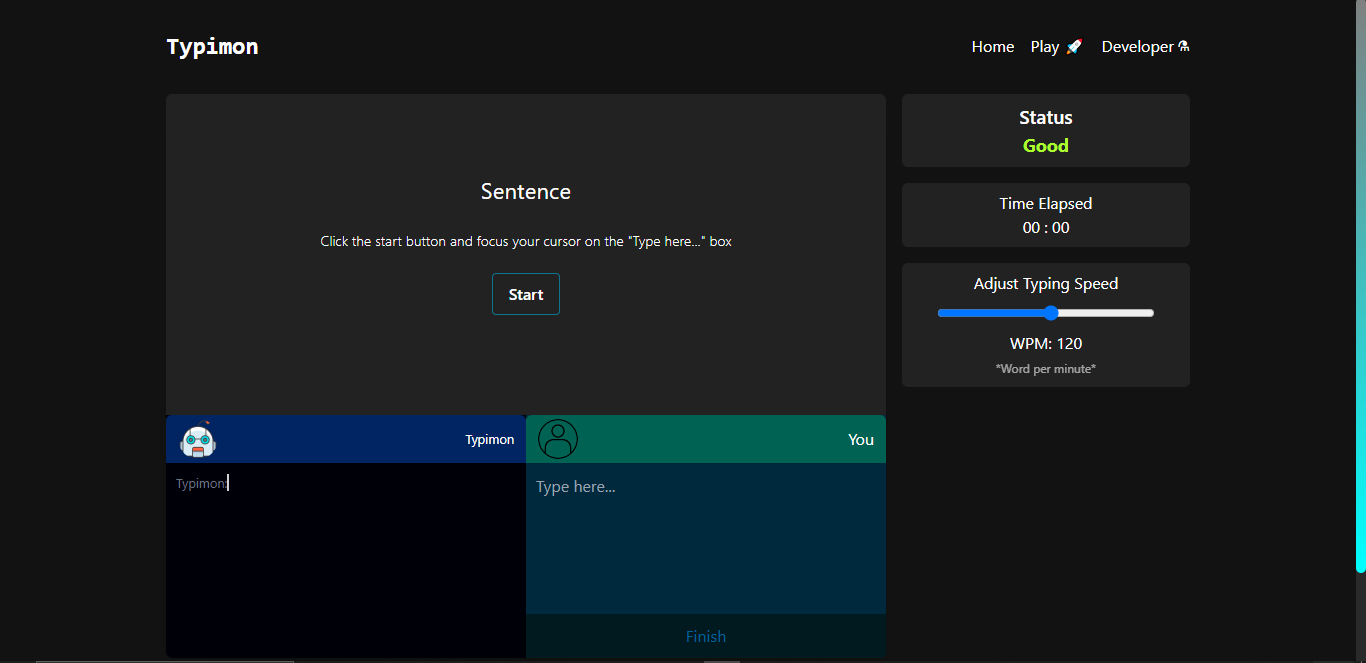 Typimon
Home Play 🚀 Developer ⚗
Sentence
Click the start button and focus your cursor on the "Type here..." box
Start
Status
Good
Time Elapsed
00 : 00
Adjust Typing Speed
WPM: 120
*Word per minute*
Typimon
Typimon:
You
Type here...
Finish